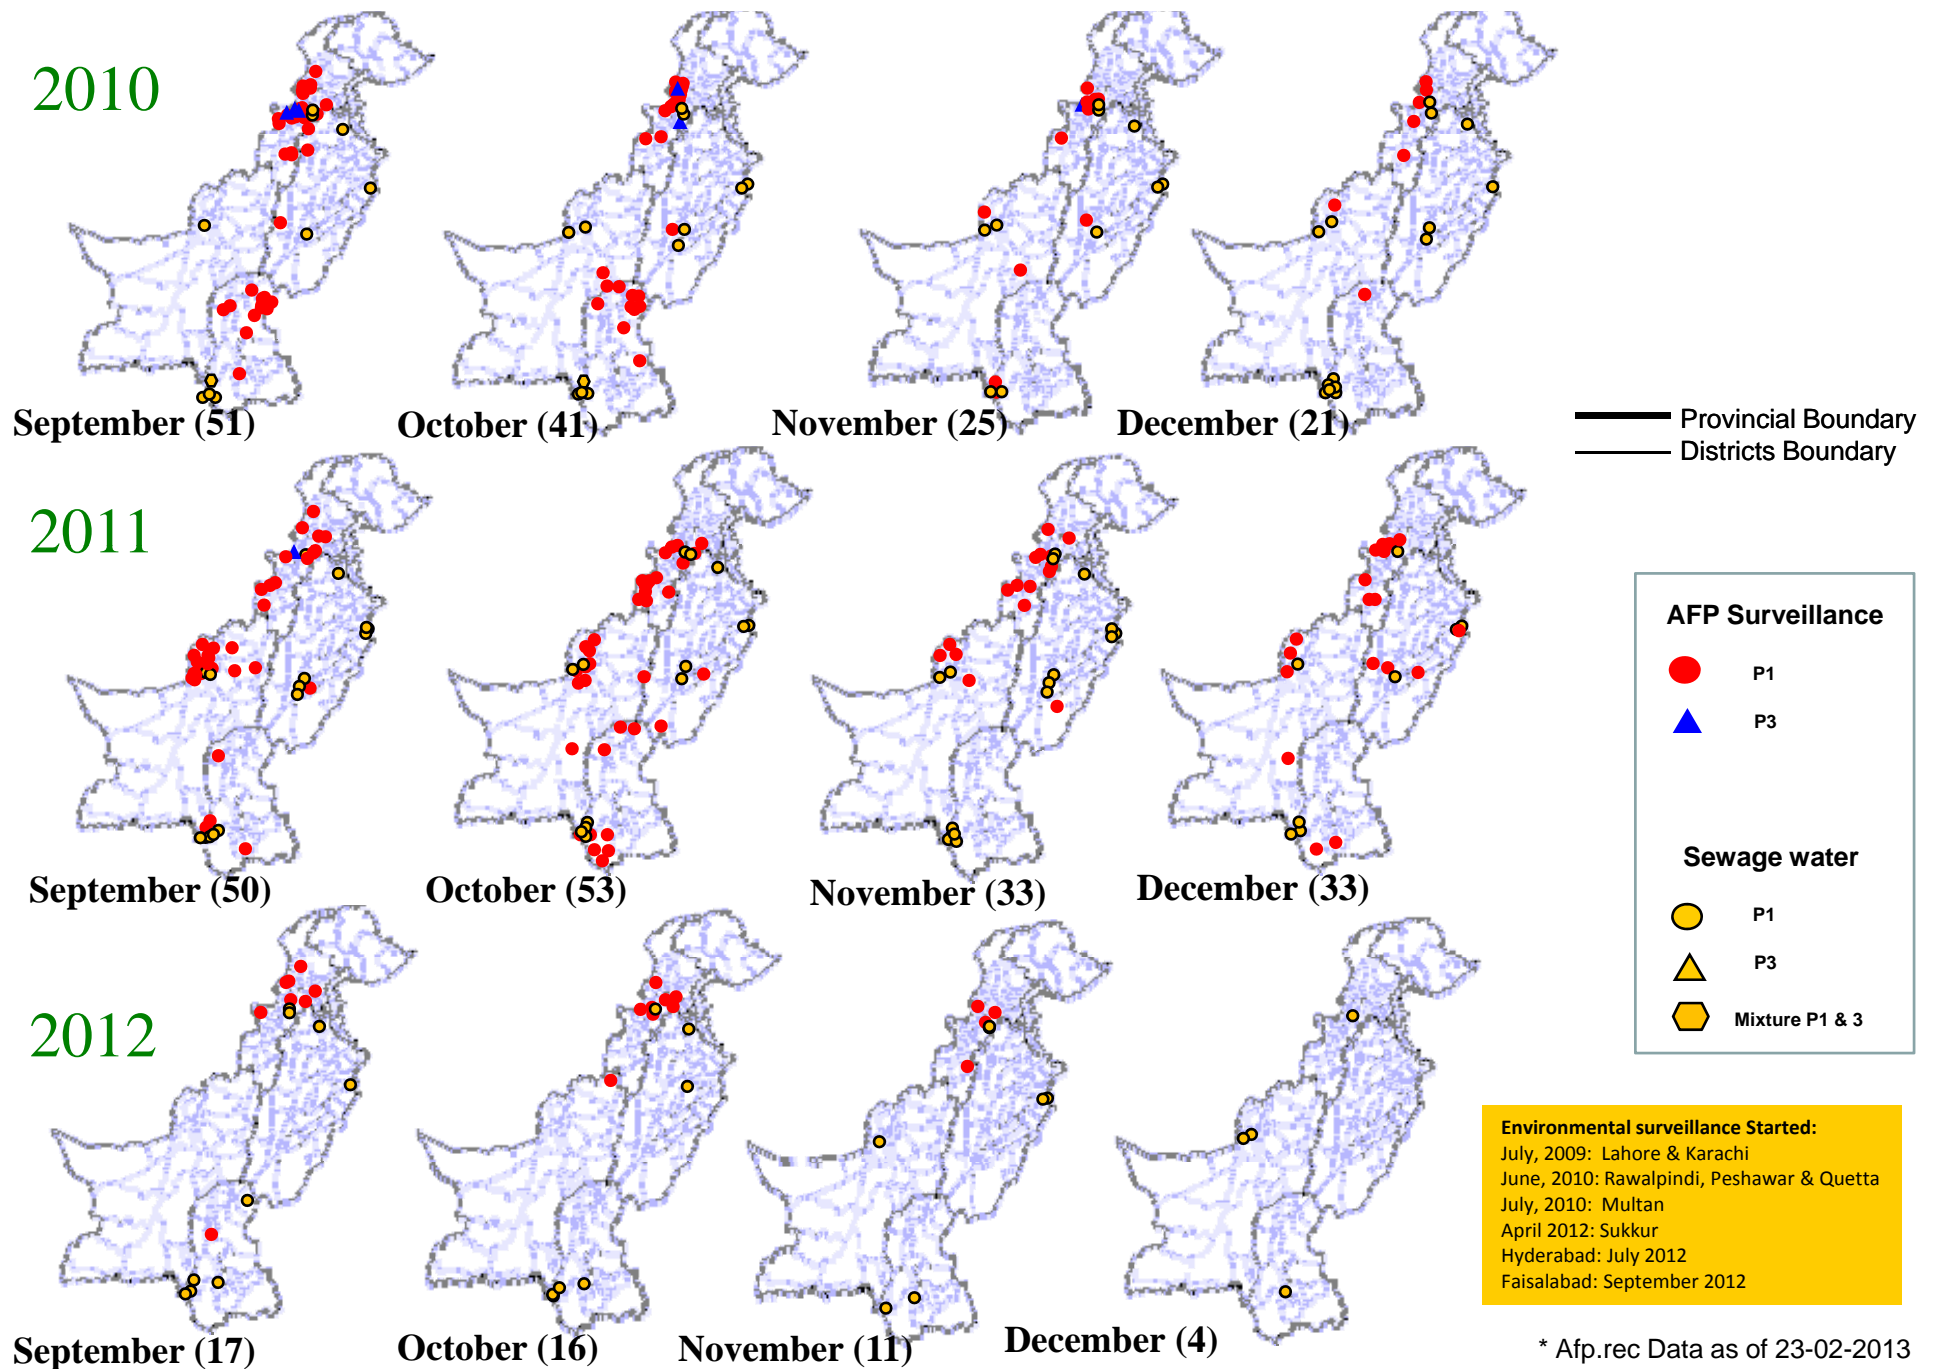 2010
September (51)
October (41)
November (25)
December (21)
Provincial Boundary
Districts Boundary
2011
September (50)
October (53)
November (33)
December (33)
AFP Surveillance
P1
P3
Sewage water
P1
P3
Mixture P1 & 3
2012
September (17)
October (16)
November (11)
December (4)
Environmental surveillance Started:
July, 2009: Lahore & Karachi
June, 2010: Rawalpindi, Peshawar & Quetta
July, 2010: Multan
April 2012: Sukkur
Hyderabad: July 2012
Faisalabad: September 2012
* Afp.rec Data as of 23-02-2013